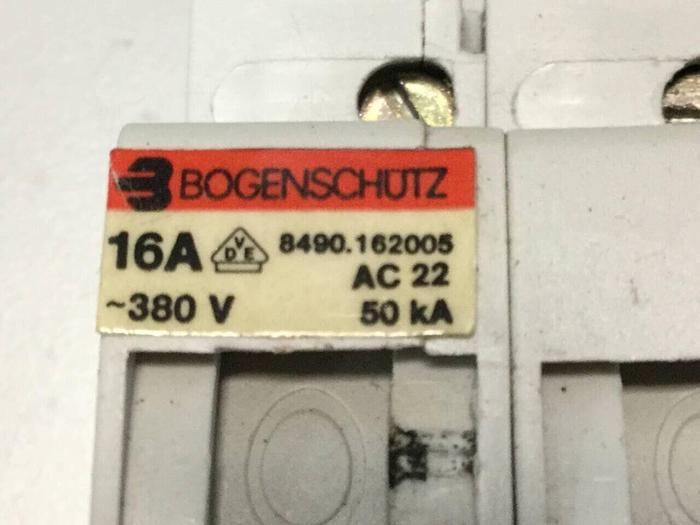 BOGENSCHÜTZ
16A VDE 8490.162005
AC 22
~380 V 50 kA